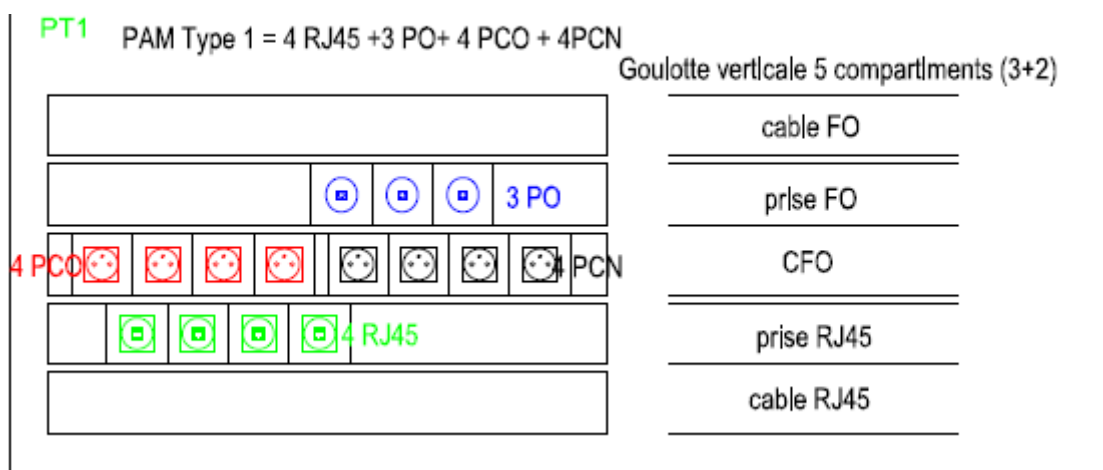 PT1
PAM Type 1 = 4 RJ45 +3 PO+ 4 PCO + 4PCN
Goulotte verticale 5 compartiments (3+2)
cable FO
3 PO
prise FO
4 PCO
4 PCN
CFO
4 RJ45
prise RJ45
cable RJ45